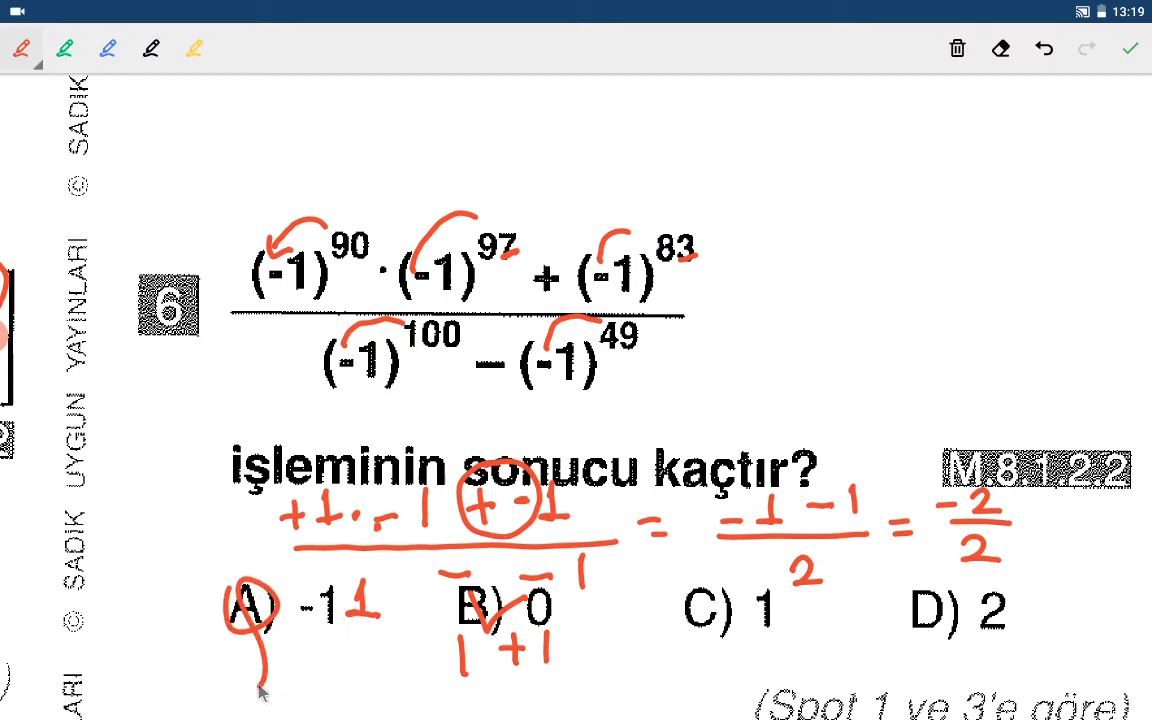 13:19
© SADIK UYGUN YAYINLARI © SADIK
6
(-1)^90 · (-1)^97 + (-1)^83
(-1)^100 – (-1)^49
işleminin sonucu kaçtır?
M.8.1.2.2
+1 · -1 + -1 = -1 -1 = -2
1 - -1 2 2
A) -1 B) 0 C) 1 D) 2
1 + 1
(Spot 1 ve 3'e göre)